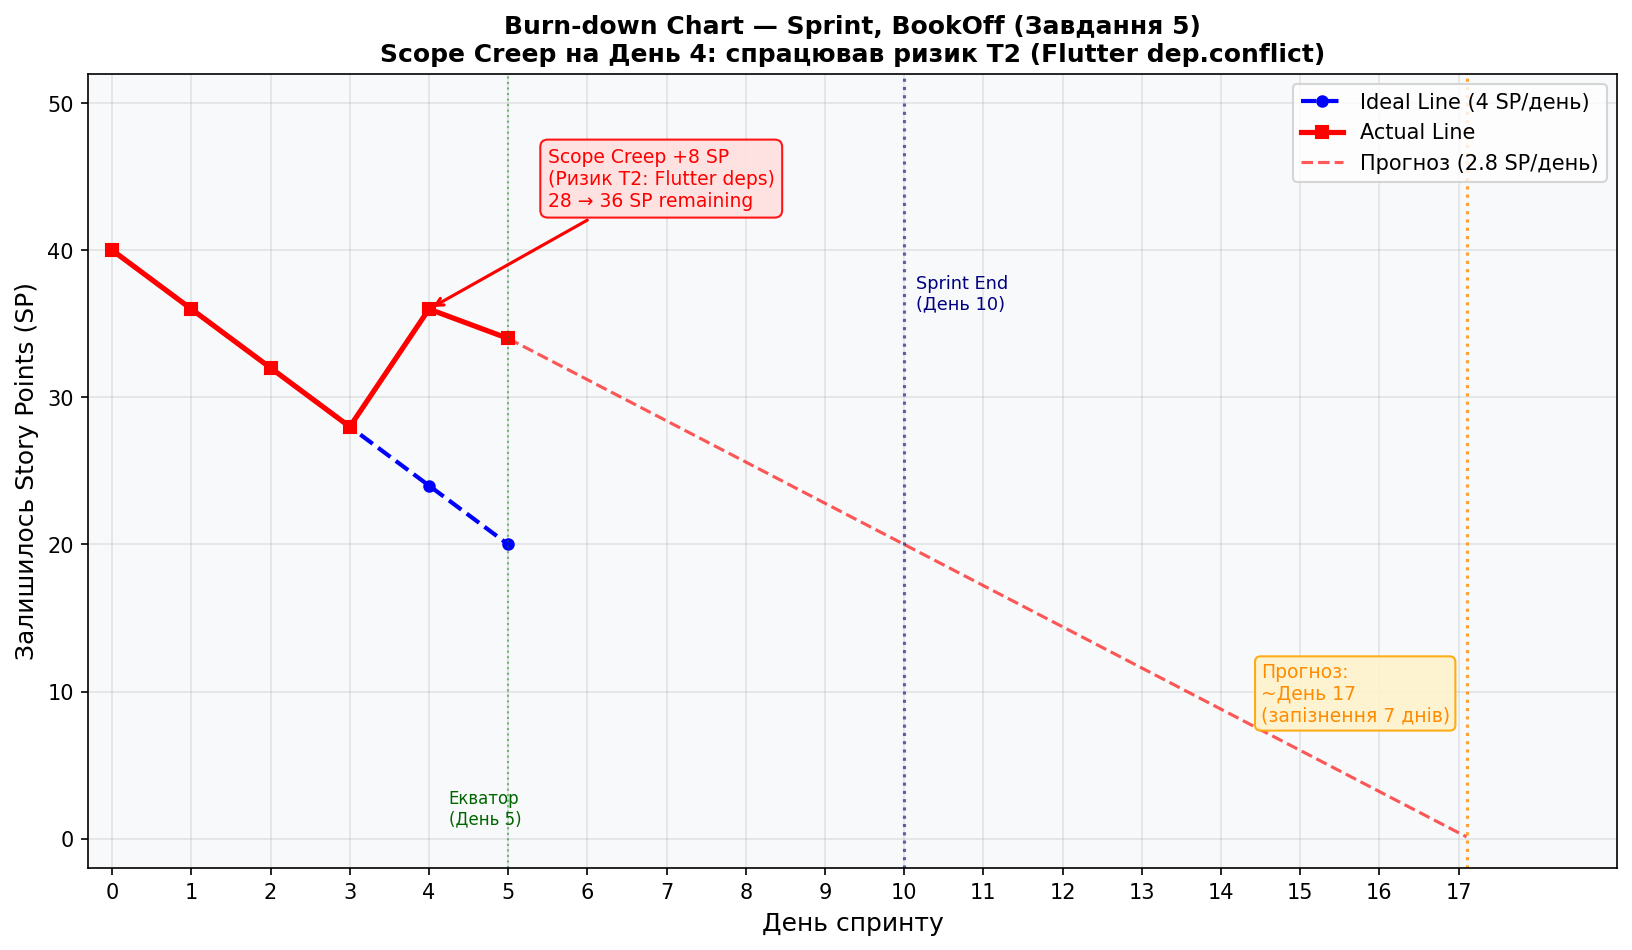 Burn-down Chart — Sprint, BookOff (Завдання 5)
Scope Creep на День 4: спрацював ризик T2 (Flutter dep.conflict)
Ideal Line (4 SP/день)
Actual Line
Прогноз (2.8 SP/день)
Scope Creep +8 SP
(Ризик T2: Flutter deps)
28 → 36 SP remaining
Sprint End
(День 10)
Прогноз:
~День 17
(запізнення 7 днів)
Екватор
(День 5)
Залишилось Story Points (SP)
50
40
30
20
10
0
0 1 2 3 4 5 6 7 8 9 10 11 12 13 14 15 16 17
День спринту